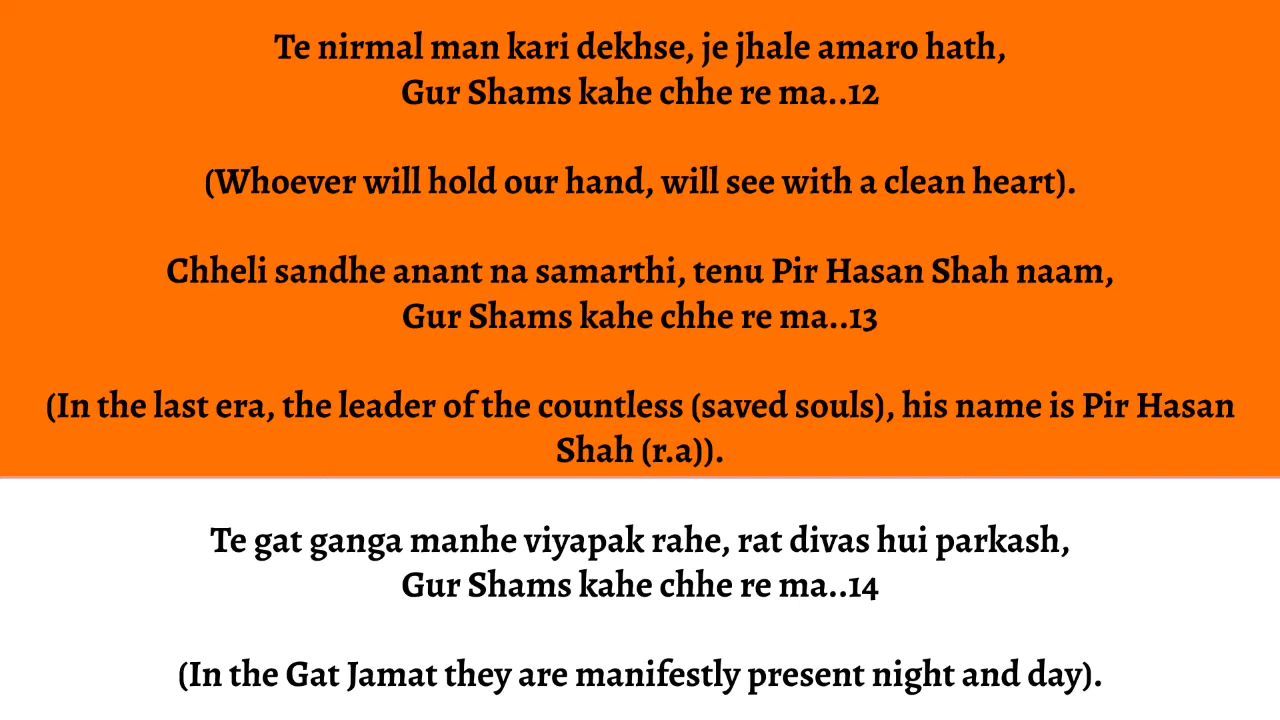 Te nirmal man kari dekhse, je jhale amaro hath,
Gur Shams kahe chhe re ma..12
(Whoever will hold our hand, will see with a clean heart).
Chheli sandhe anant na samarthi, tenu Pir Hasan Shah naam,
Gur Shams kahe chhe re ma..13
(In the last era, the leader of the countless (saved souls), his name is Pir Hasan
Shah (r.a)).
Te gat ganga manhe viyapak rahe, rat divas hui parkash,
Gur Shams kahe chhe re ma..14
(In the Gat Jamat they are manifestly present night and day).